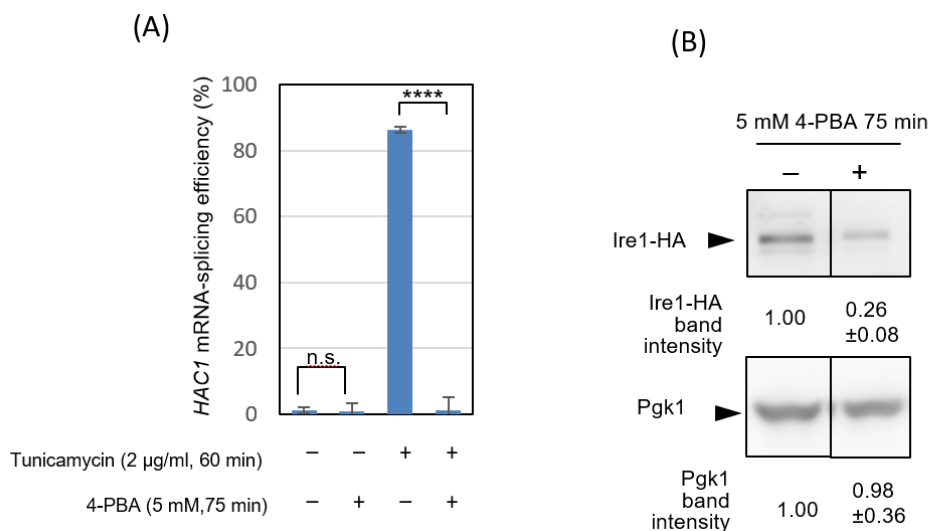 (A)
HAC1 mRNA-splicing efficiency (%)
100
80
60
40
20
0
n.s.
****
Tunicamycin (2 µg/ml, 60 min) – – + +
4-PBA (5 mM,75 min) – + – +
(B)
5 mM 4-PBA 75 min
– +
Ire1-HA
Ire1-HA
band
intensity
1.00
0.26
±0.08
Pgk1
Pgk1
band
intensity
1.00
0.98
±0.36